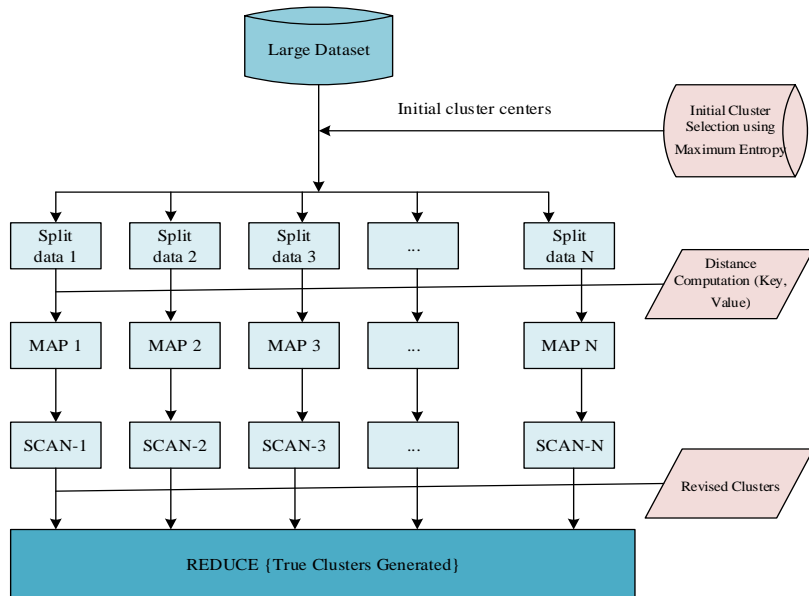 Large Dataset
Initial cluster centers
Initial Cluster
Selection using
Maximum Entropy
Split
data 1
Split
data 2
Split
data 3
...
Split
data N
Distance
Computation (Key,
Value)
MAP 1
MAP 2
MAP 3
...
MAP N
SCAN-1
SCAN-2
SCAN-3
...
SCAN-N
Revised Clusters
REDUCE {True Clusters Generated}